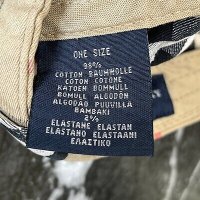 ONE SIZE
98%
COTTON BAUMWOLLE
COTON COTONE
KATOEN BOMULD
BOMULL ALGODÓN
ALGODÃO PUUVILLA
BAMBAKI
2%
ELASTANE ELASTAN
ELASTANO ELASTAANI
ΕΛΑΣΤΙΚΟ